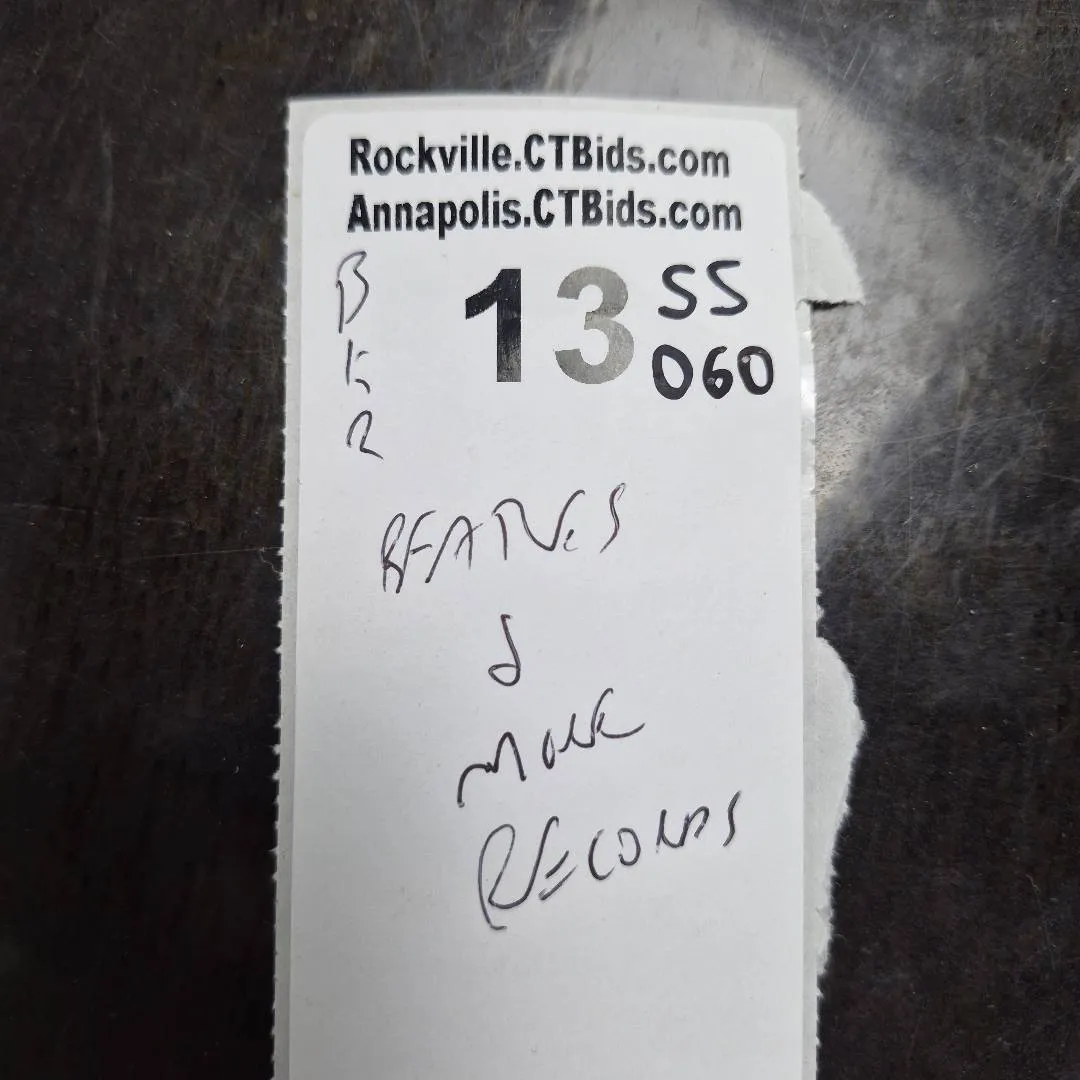 Rockville.CTBids.com
Annapolis.CTBids.com
B
K
R
13
SS
060
BEATLES
&
MORE
RECORDS